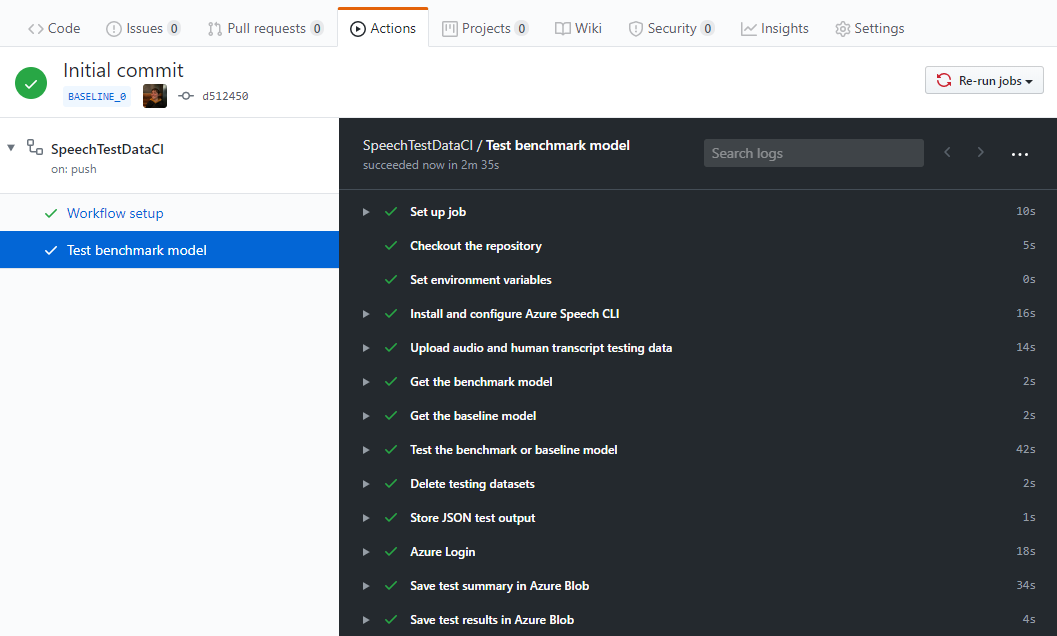 Code Issues 0 Pull requests 0 Actions Projects 0 Wiki Security 0 Insights Settings
Initial commit
BASELINE_0 d512450
Re-run jobs
SpeechTestDataCI
on: push
Workflow setup
Test benchmark model
SpeechTestDataCI / Test benchmark model
succeeded now in 2m 35s
Search logs
Set up job 10s
Checkout the repository 5s
Set environment variables 0s
Install and configure Azure Speech CLI 16s
Upload audio and human transcript testing data 14s
Get the benchmark model 2s
Get the baseline model 2s
Test the benchmark or baseline model 42s
Delete testing datasets 2s
Store JSON test output 1s
Azure Login 18s
Save test summary in Azure Blob 34s
Save test results in Azure Blob 4s